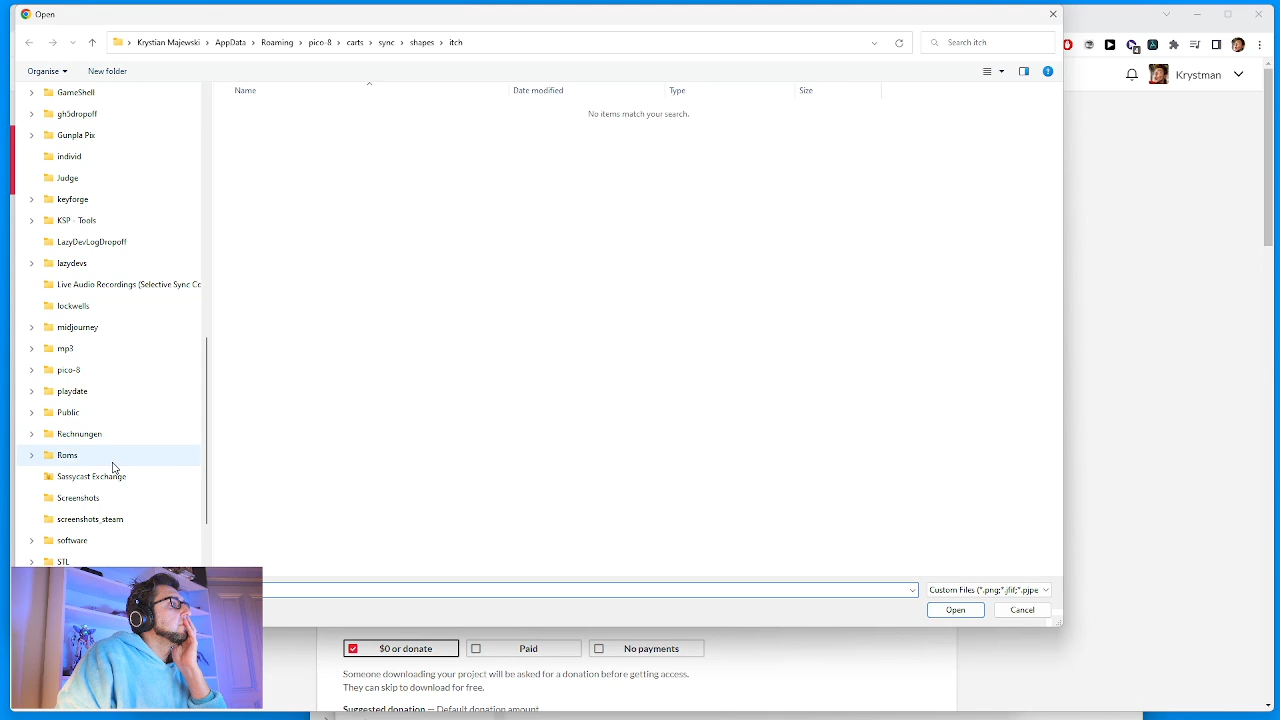 Open
Krystian Majewski > AppData > Roaming > pico-8 > carts > sync > shapes > itch
Search itch
Krystman
Organise
New folder
Name
Date modified
Type
Size
No items match your search.
GameShell
gh5dropoff
Gunpla Pix
individ
Judge
keyforge
KSP - Tools
LazyDevLogDropoff
lazydevs
Live Audio Recordings (Selective Sync Co
lockwells
midjourney
mp3
pico-8
playdate
Public
Rechnungen
Roms
Sassycast Exchange
Screenshots
screenshots_steam
software
STL
Custom Files (*.png;*.jfif;*.pjpe
Open
Cancel
$0 or donate
Paid
No payments
Someone downloading your project will be asked for a donation before getting access.
They can skip to download for free.
Suggested donation — Default donation amount